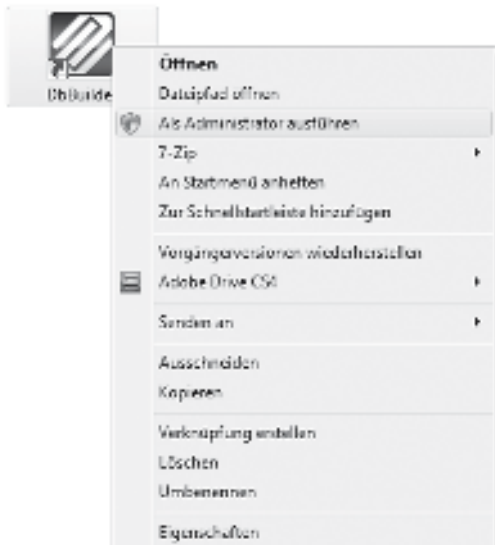 DbBuilde
Öffnen
Dateipfad öffnen
Als Administrator ausführen
7-Zip
An Startmenü anheften
Zur Schnellstartleiste hinzufügen
Vorgängerversionen wiederherstellen
Adobe Drive CS4
Senden an
Ausschneiden
Kopieren
Verknüpfung erstellen
Löschen
Umbenennen
Eigenschaften